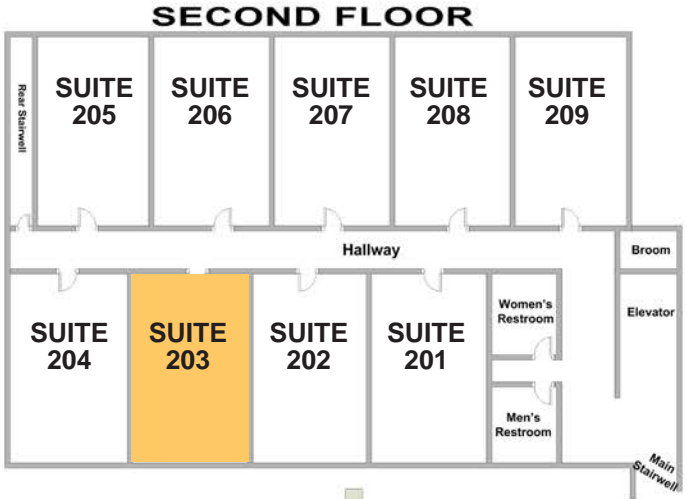 SECOND FLOOR
Rear Stairwell
SUITE
205
SUITE
206
SUITE
207
SUITE
208
SUITE
209
Hallway
Broom
SUITE
204
SUITE
203
SUITE
202
SUITE
201
Women's
Restroom
Elevator
Men's
Restroom
Main
Stairwell